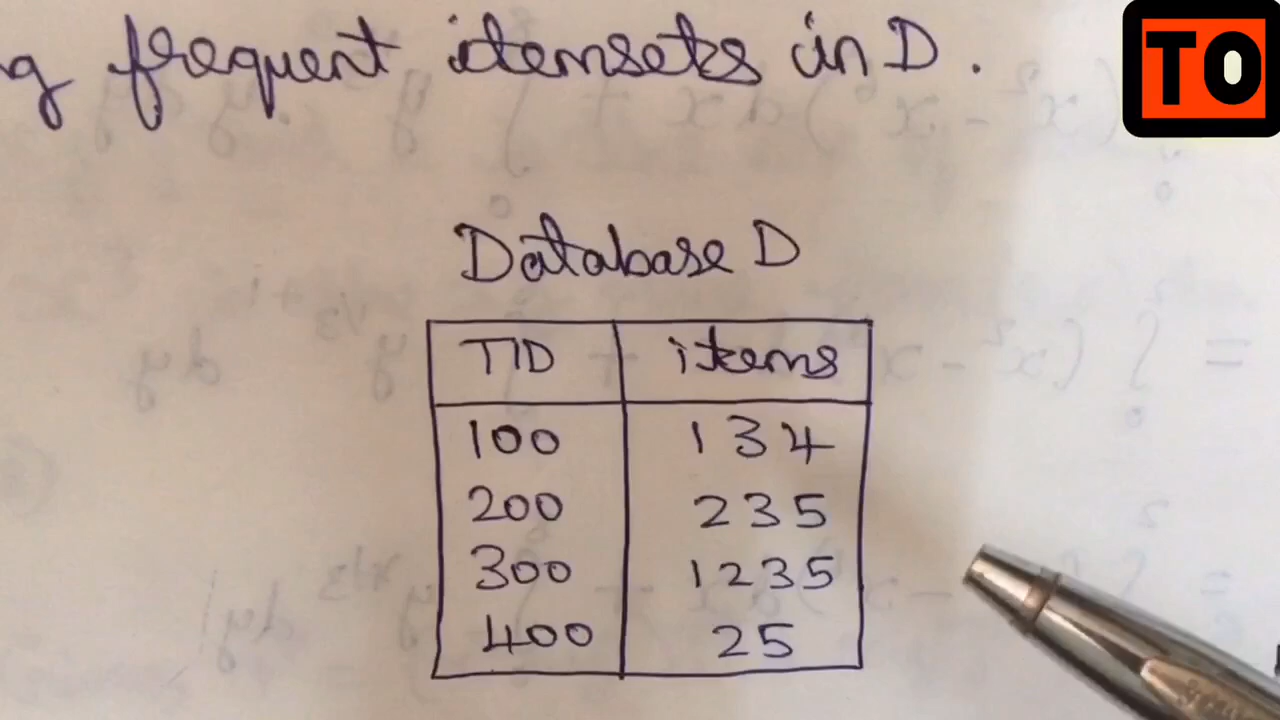 g frequent itemsets in D.
TO
Database D
TID items
100 1 3 4
200 2 3 5
300 1 2 3 5
400 2 5